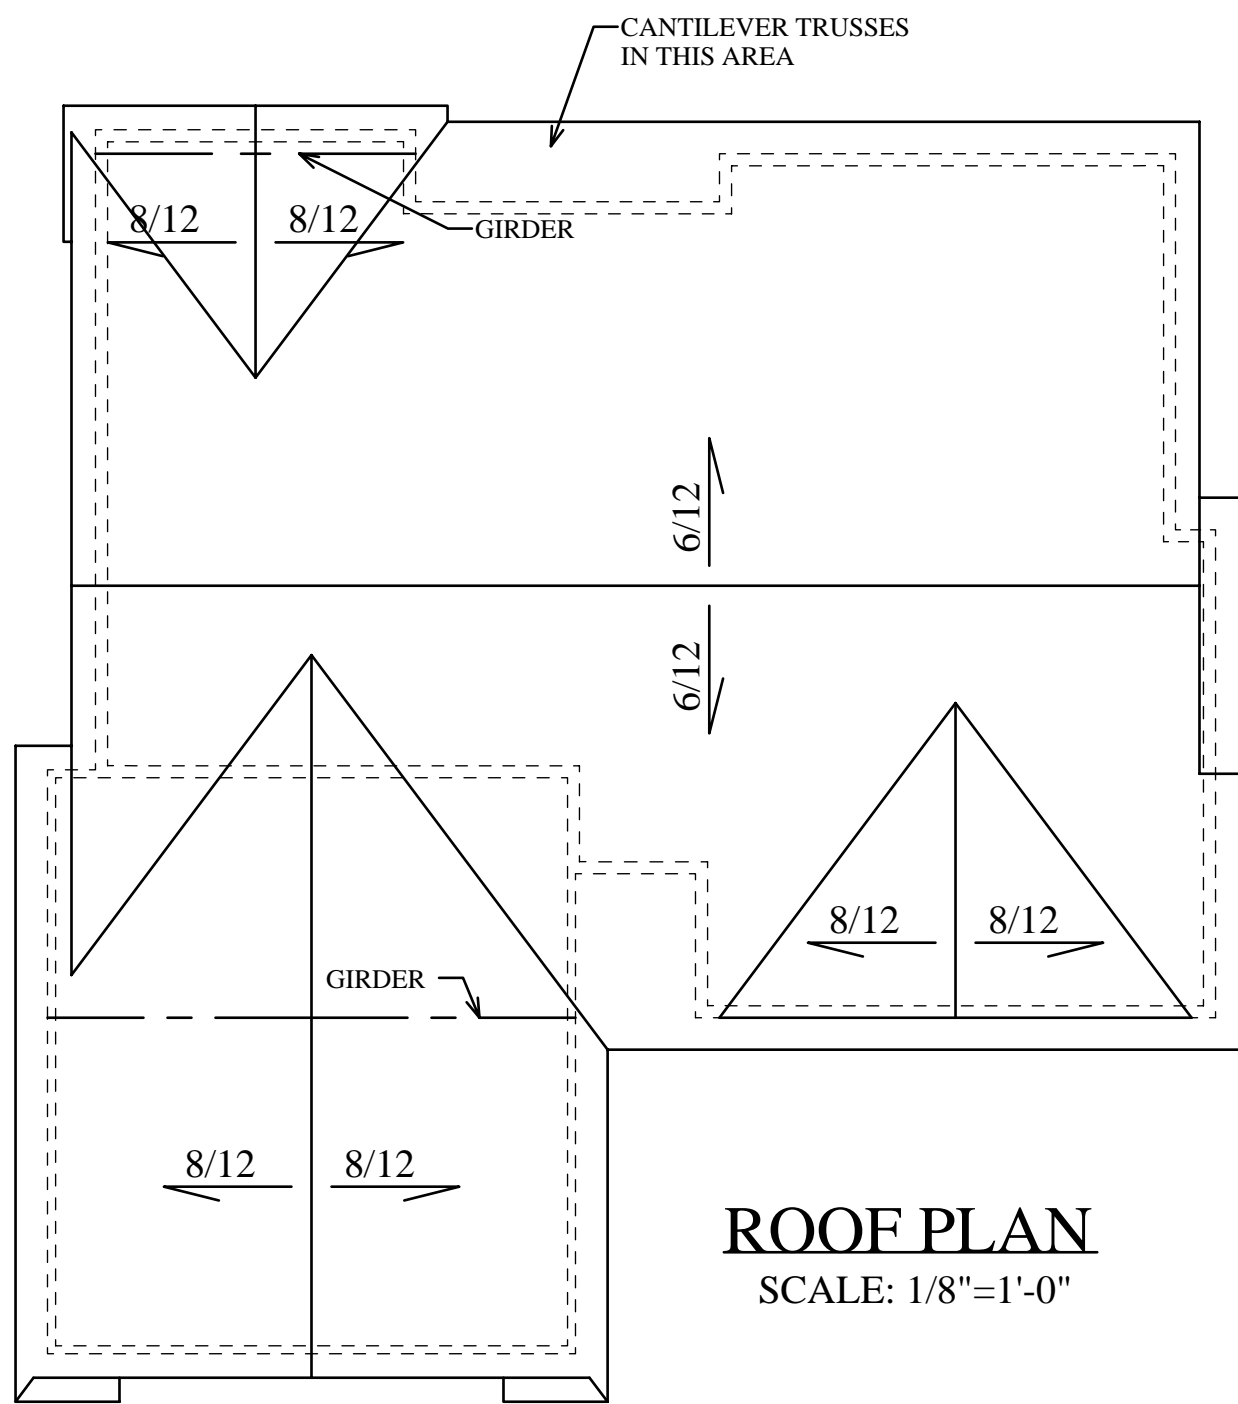 CANTILEVER TRUSSES
IN THIS AREA
8/12
8/12
GIRDER
6/12
6/12
8/12
8/12
GIRDER
8/12
8/12
ROOF PLAN
SCALE: 1/8"=1'-0"